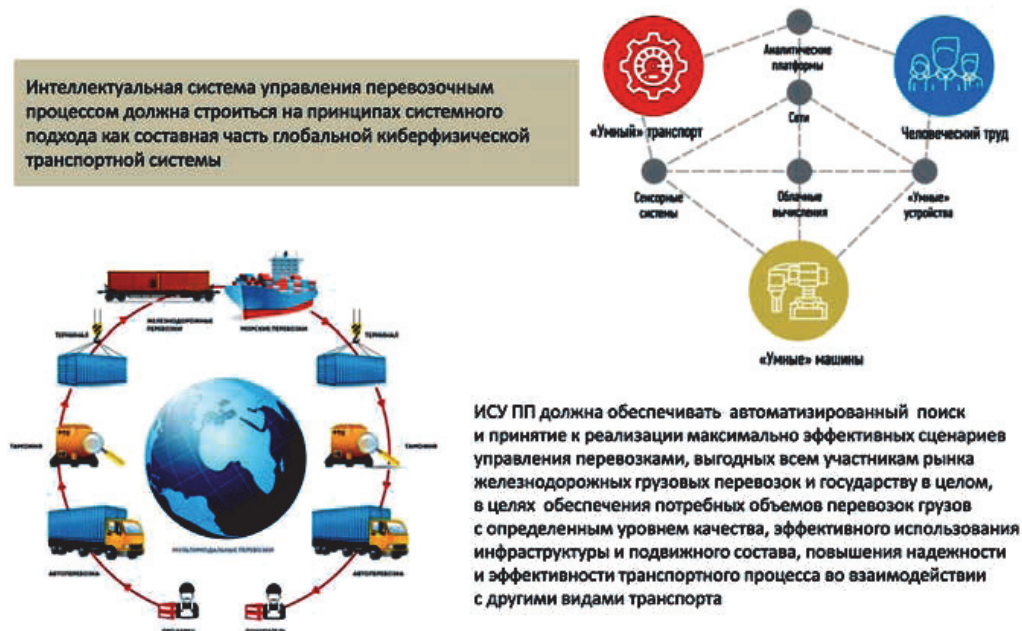 Интеллектуальная система управления перевозочным
процессом должна строиться на принципах системного
подхода как составная часть глобальной киберфизической
транспортной системы
Аналитические
платформы
«Умный» транспорт
Сети
Человеческий труд
Сенсорные
системы
Облачные
вычисления
«Умные»
устройства
«Умные» машины
ЖЕЛЕЗНОДОРОЖНЫЕ
ПЕРЕВОЗКИ
МОРСКИЕ ПЕРЕВОЗКИ
ТЕРМИНАЛ
ТЕРМИНАЛ
ТАМОЖНЯ
ТАМОЖНЯ
МУЛЬТИМОДАЛЬНЫЕ ПЕРЕВОЗКИ
АВТОПЕРЕВОЗКА
АВТОПЕРЕВОЗКА
ИСУ ПП должна обеспечивать автоматизированный поиск
и принятие к реализации максимально эффективных сценариев
управления перевозками, выгодных всем участникам рынка
железнодорожных грузовых перевозок и государству в целом,
в целях обеспечения потребных объемов перевозок грузов
с определенным уровнем качества, эффективного использования
инфраструктуры и подвижного состава, повышения надежности
и эффективности транспортного процесса во взаимодействии
с другими видами транспорта